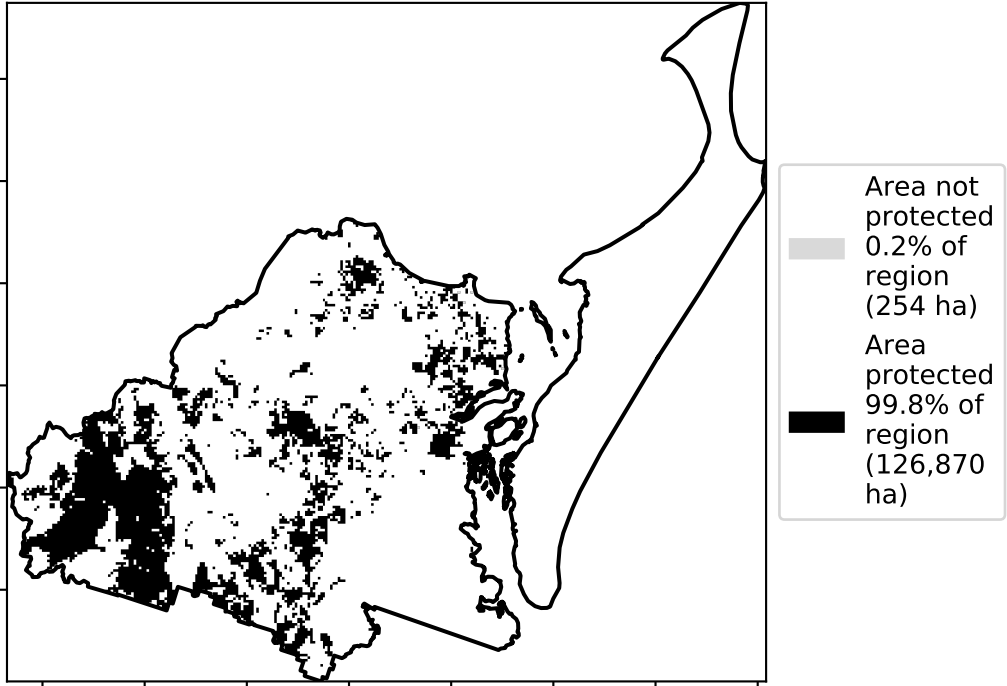 Area not
protected
0.2% of
region
(254 ha)
Area
protected
99.8% of
region
(126,870
ha)